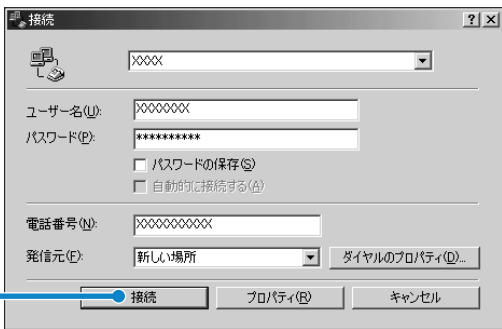 接続
XXXX
ユーザー名(U): XXXXXXX
パスワード(P): **********
パスワードの保存(S)
自動的に接続する(A)
電話番号(N): XXXXXXXXXX
発信元(F): 新しい場所 ダイヤルのプロパティ(D)...
接続 プロパティ(R) キャンセル